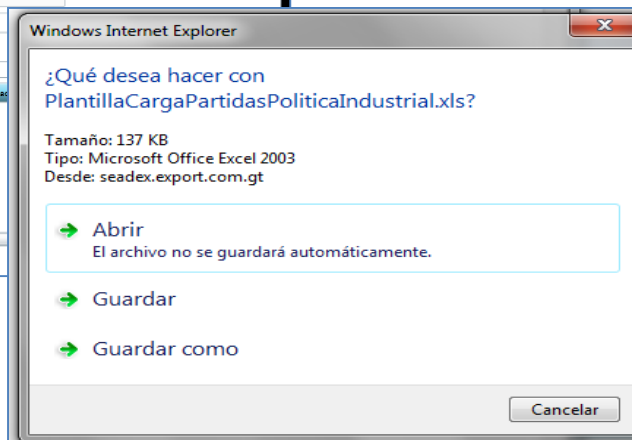 Windows Internet Explorer
¿Qué desea hacer con
PlantillaCargaPartidasPoliticaIndustrial.xls?
Tamaño: 137 KB
Tipo: Microsoft Office Excel 2003
Desde: seadex.export.com.gt
Abrir
El archivo no se guardará automáticamente.
Guardar
Guardar como
Cancelar